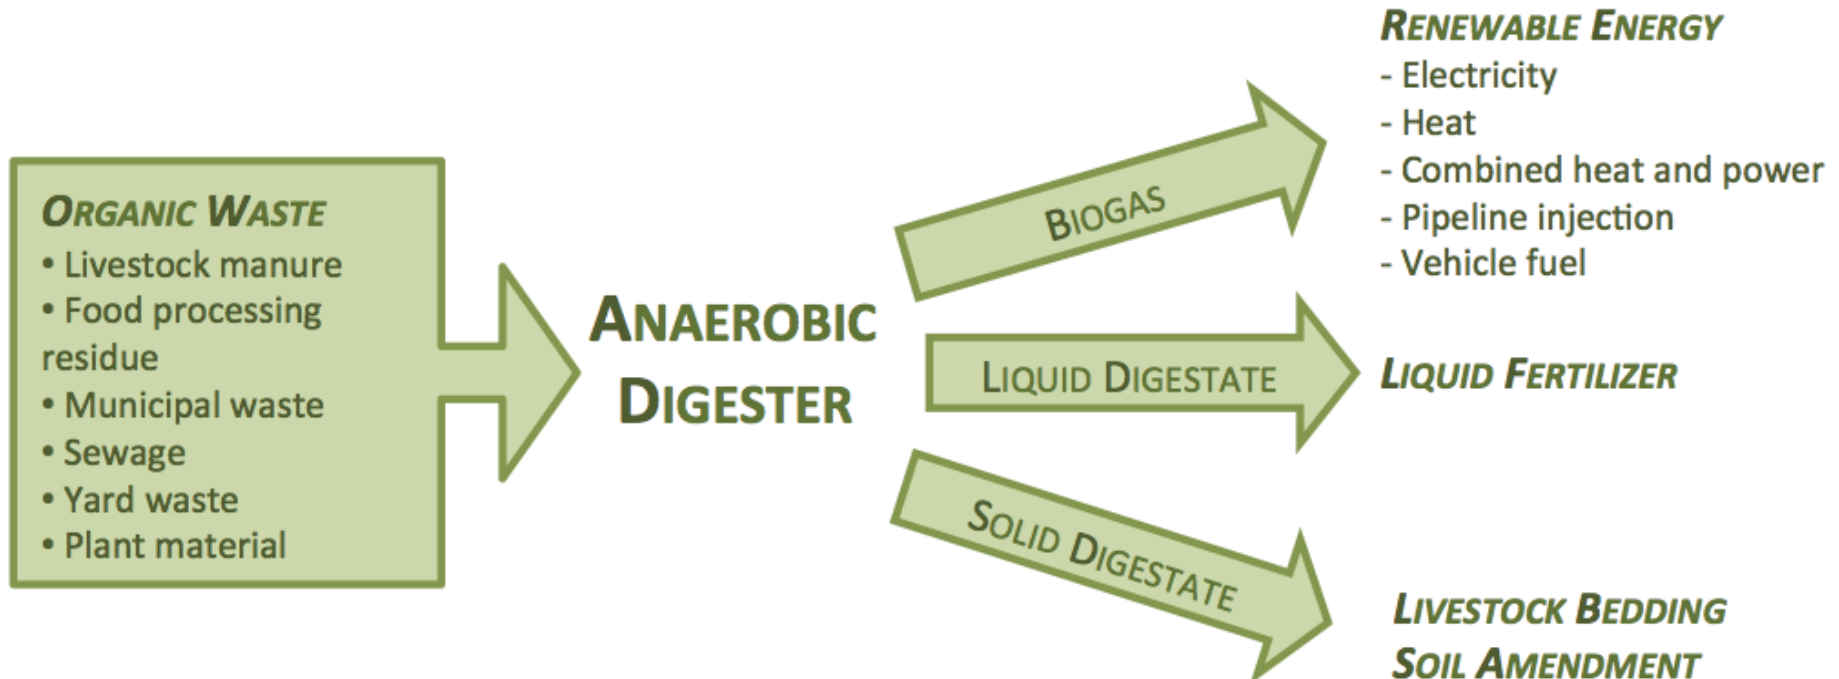 ORGANIC WASTE
• Livestock manure
• Food processing
residue
• Municipal waste
• Sewage
• Yard waste
• Plant material
ANAEROBIC
DIGESTER
BIOGAS
LIQUID DIGESTATE
SOLID DIGESTATE
RENEWABLE ENERGY
- Electricity
- Heat
- Combined heat and power
- Pipeline injection
- Vehicle fuel
LIQUID FERTILIZER
LIVESTOCK BEDDING
SOIL AMENDMENT